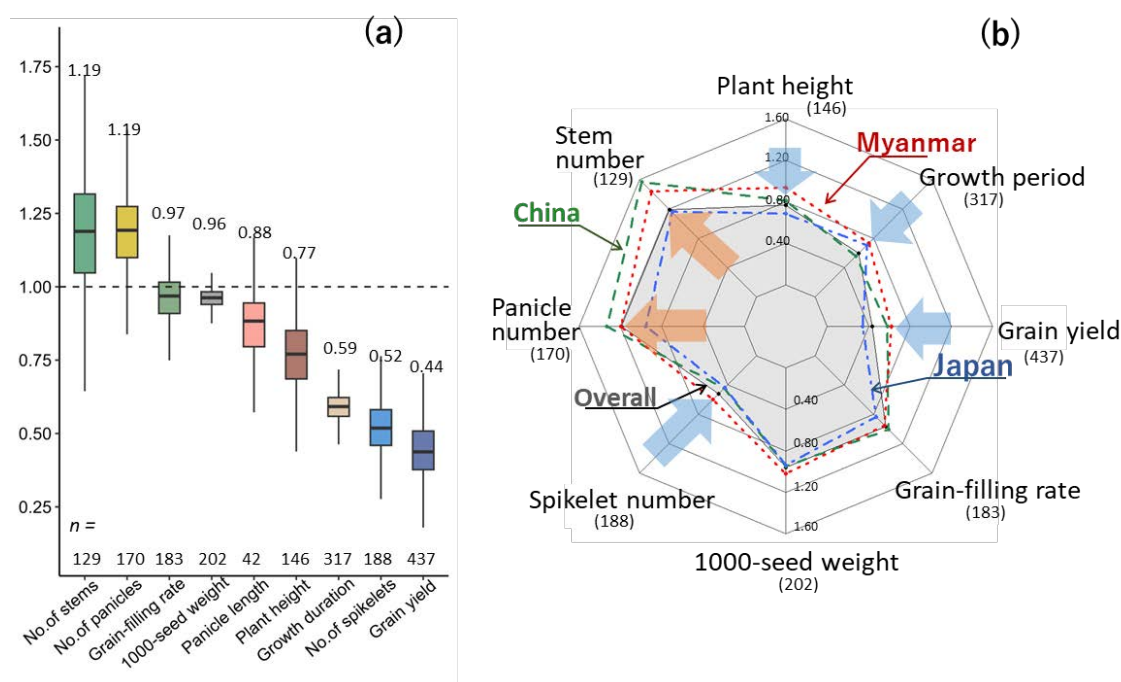 (a)
1.75
1.50
1.25
1.00
0.75
0.50
0.25
1.19
1.19
0.97
0.96
0.88
0.77
0.59
0.52
0.44
n =
129 170 183 202 42 146 317 188 437
No.of stems
No.of panicles
Grain-filling rate
1000-seed weight
Panicle length
Plant height
Growth duration
No.of spikelets
Grain yield
(b)
Plant height
(146)
1.60
1.20
0.80
0.40
0.40
0.80
1.20
1.60
Myanmar
Growth period
(317)
Stem
number
(129)
China
Panicle
number
(170)
Grain yield
(437)
Japan
Overall
Spikelet number
(188)
Grain-filling rate
(183)
1000-seed weight
(202)